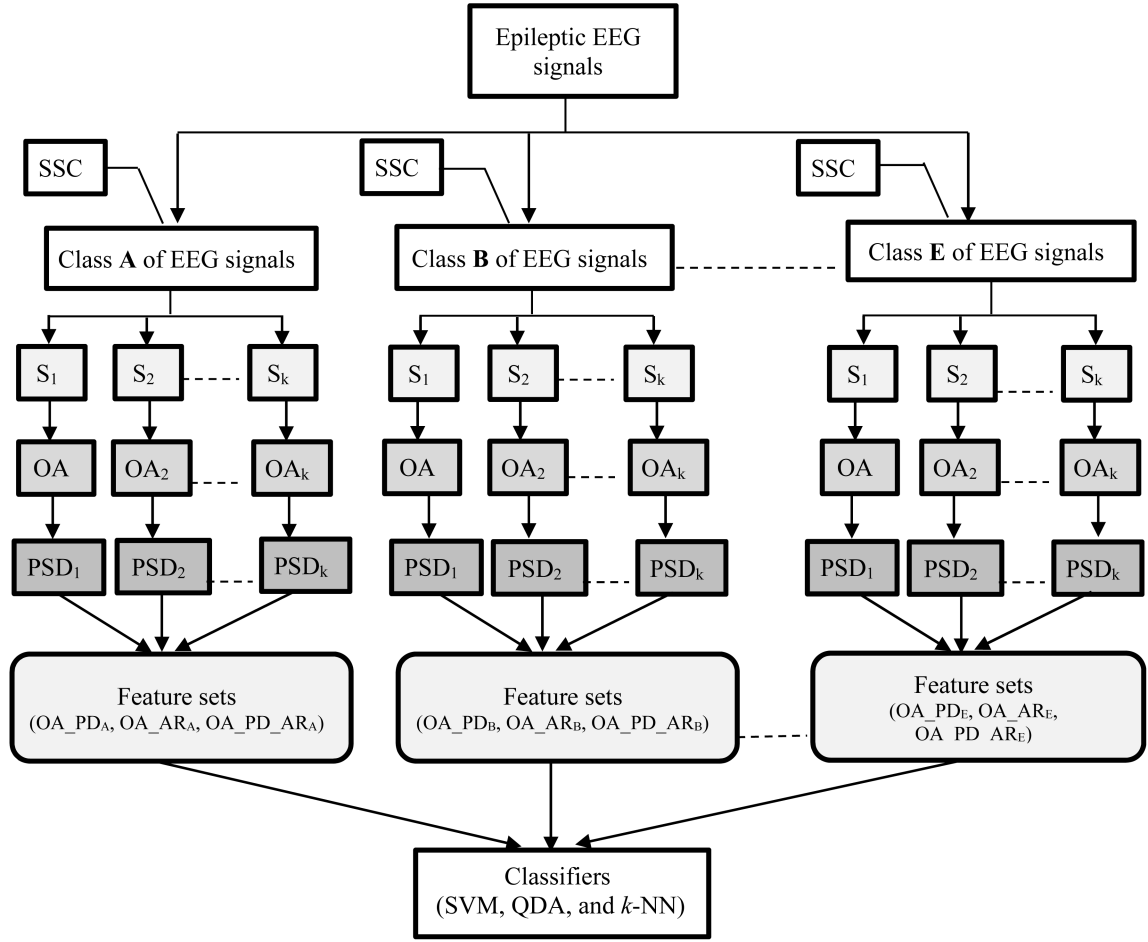 Epileptic EEG
signals
SSC
SSC
SSC
Class A of EEG signals
Class B of EEG signals
Class E of EEG signals
S1
S2
Sk
S1
S2
Sk
S1
S2
Sk
OA
OA2
OAk
OA
OA2
OAk
OA
OA2
OAk
PSD1
PSD2
PSDk
PSD1
PSD2
PSDk
PSD1
PSD2
PSDk
Feature sets
(OA_PDA, OA_ARA, OA_PD_ARA)
Feature sets
(OA_PDB, OA_ARB, OA_PD_ARB)
Feature sets
(OA_PDE, OA_ARE,
OA_PD_ARE)
Classifiers
(SVM, QDA, and k-NN)